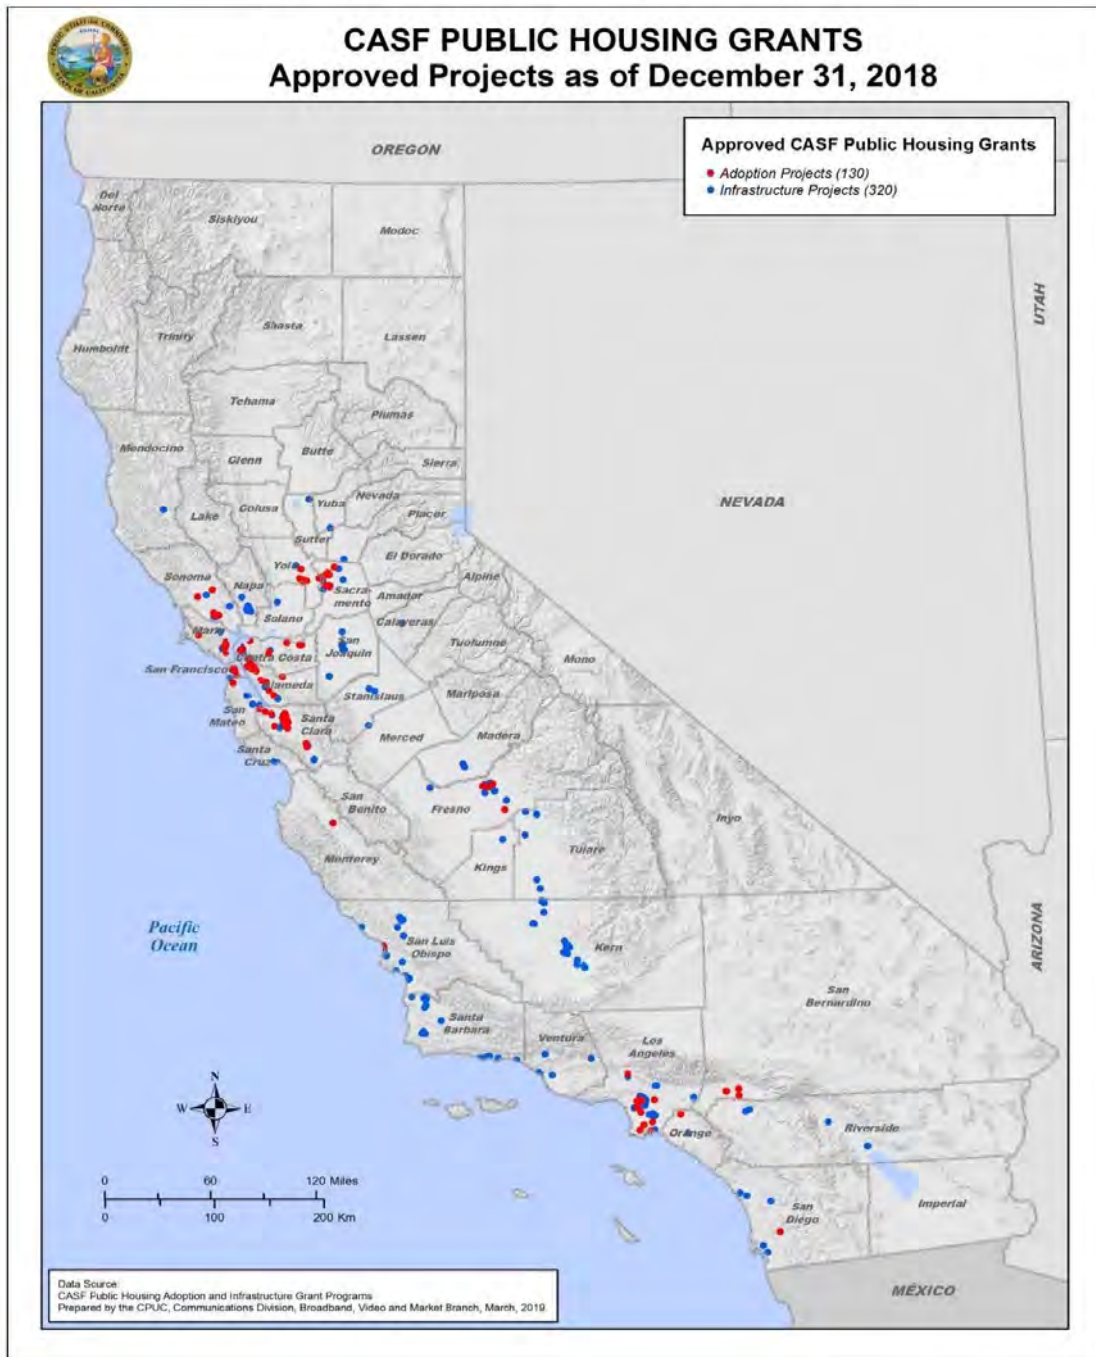 CASF PUBLIC HOUSING GRANTS
Approved Projects as of December 31, 2018
OREGON
Approved CASF Public Housing Grants
Adoption Projects (130)
Infrastructure Projects (320)
Del
Norte
Siskiyou
Modoc
UTAH
Shasta
Trinity
Lassen
Humboldt
Tehama
Plumas
Mendocino
Butte
Glenn
Sierra
Nevada
Yuba
Colusa
Lake
Placer
NEVADA
Sutter
El Dorado
Yolo
Sonoma
Napa
Alpine
Sacra-
mento
Amador
Solano
Calaveras
Marin
Tuolumne
San
Joaquin
Contra Costa
Mono
San Francisco
Alameda
Stanislaus
Mariposa
San
Mateo
Santa
Clara
Merced
Madera
Santa
Cruz
San
Benito
Fresno
Inyo
Monterey
Tulare
Kings
Pacific
Ocean
ARIZONA
San Luis
Obispo
Kern
San
Bernardino
Santa
Barbara
Ventura
Los
Angeles
N
W E
S
Orange
Riverside
0 60 120 Miles
0 100 200 Km
San
Diego
Imperial
MÉXICO
Data Source:
CASF Public Housing Adoption and Infrastructure Grant Programs
Prepared by the CPUC, Communications Division, Broadband, Video and Market Branch, March, 2019